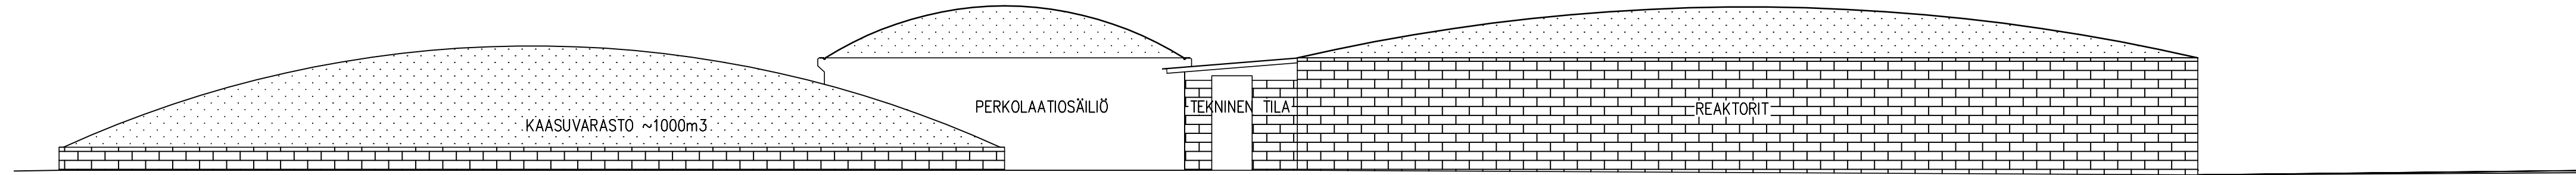 KAASUVARASTO ~1000m3
PERKOLAATIOSÄILIÖ
TEKNINEN TILA
REAKTORIT